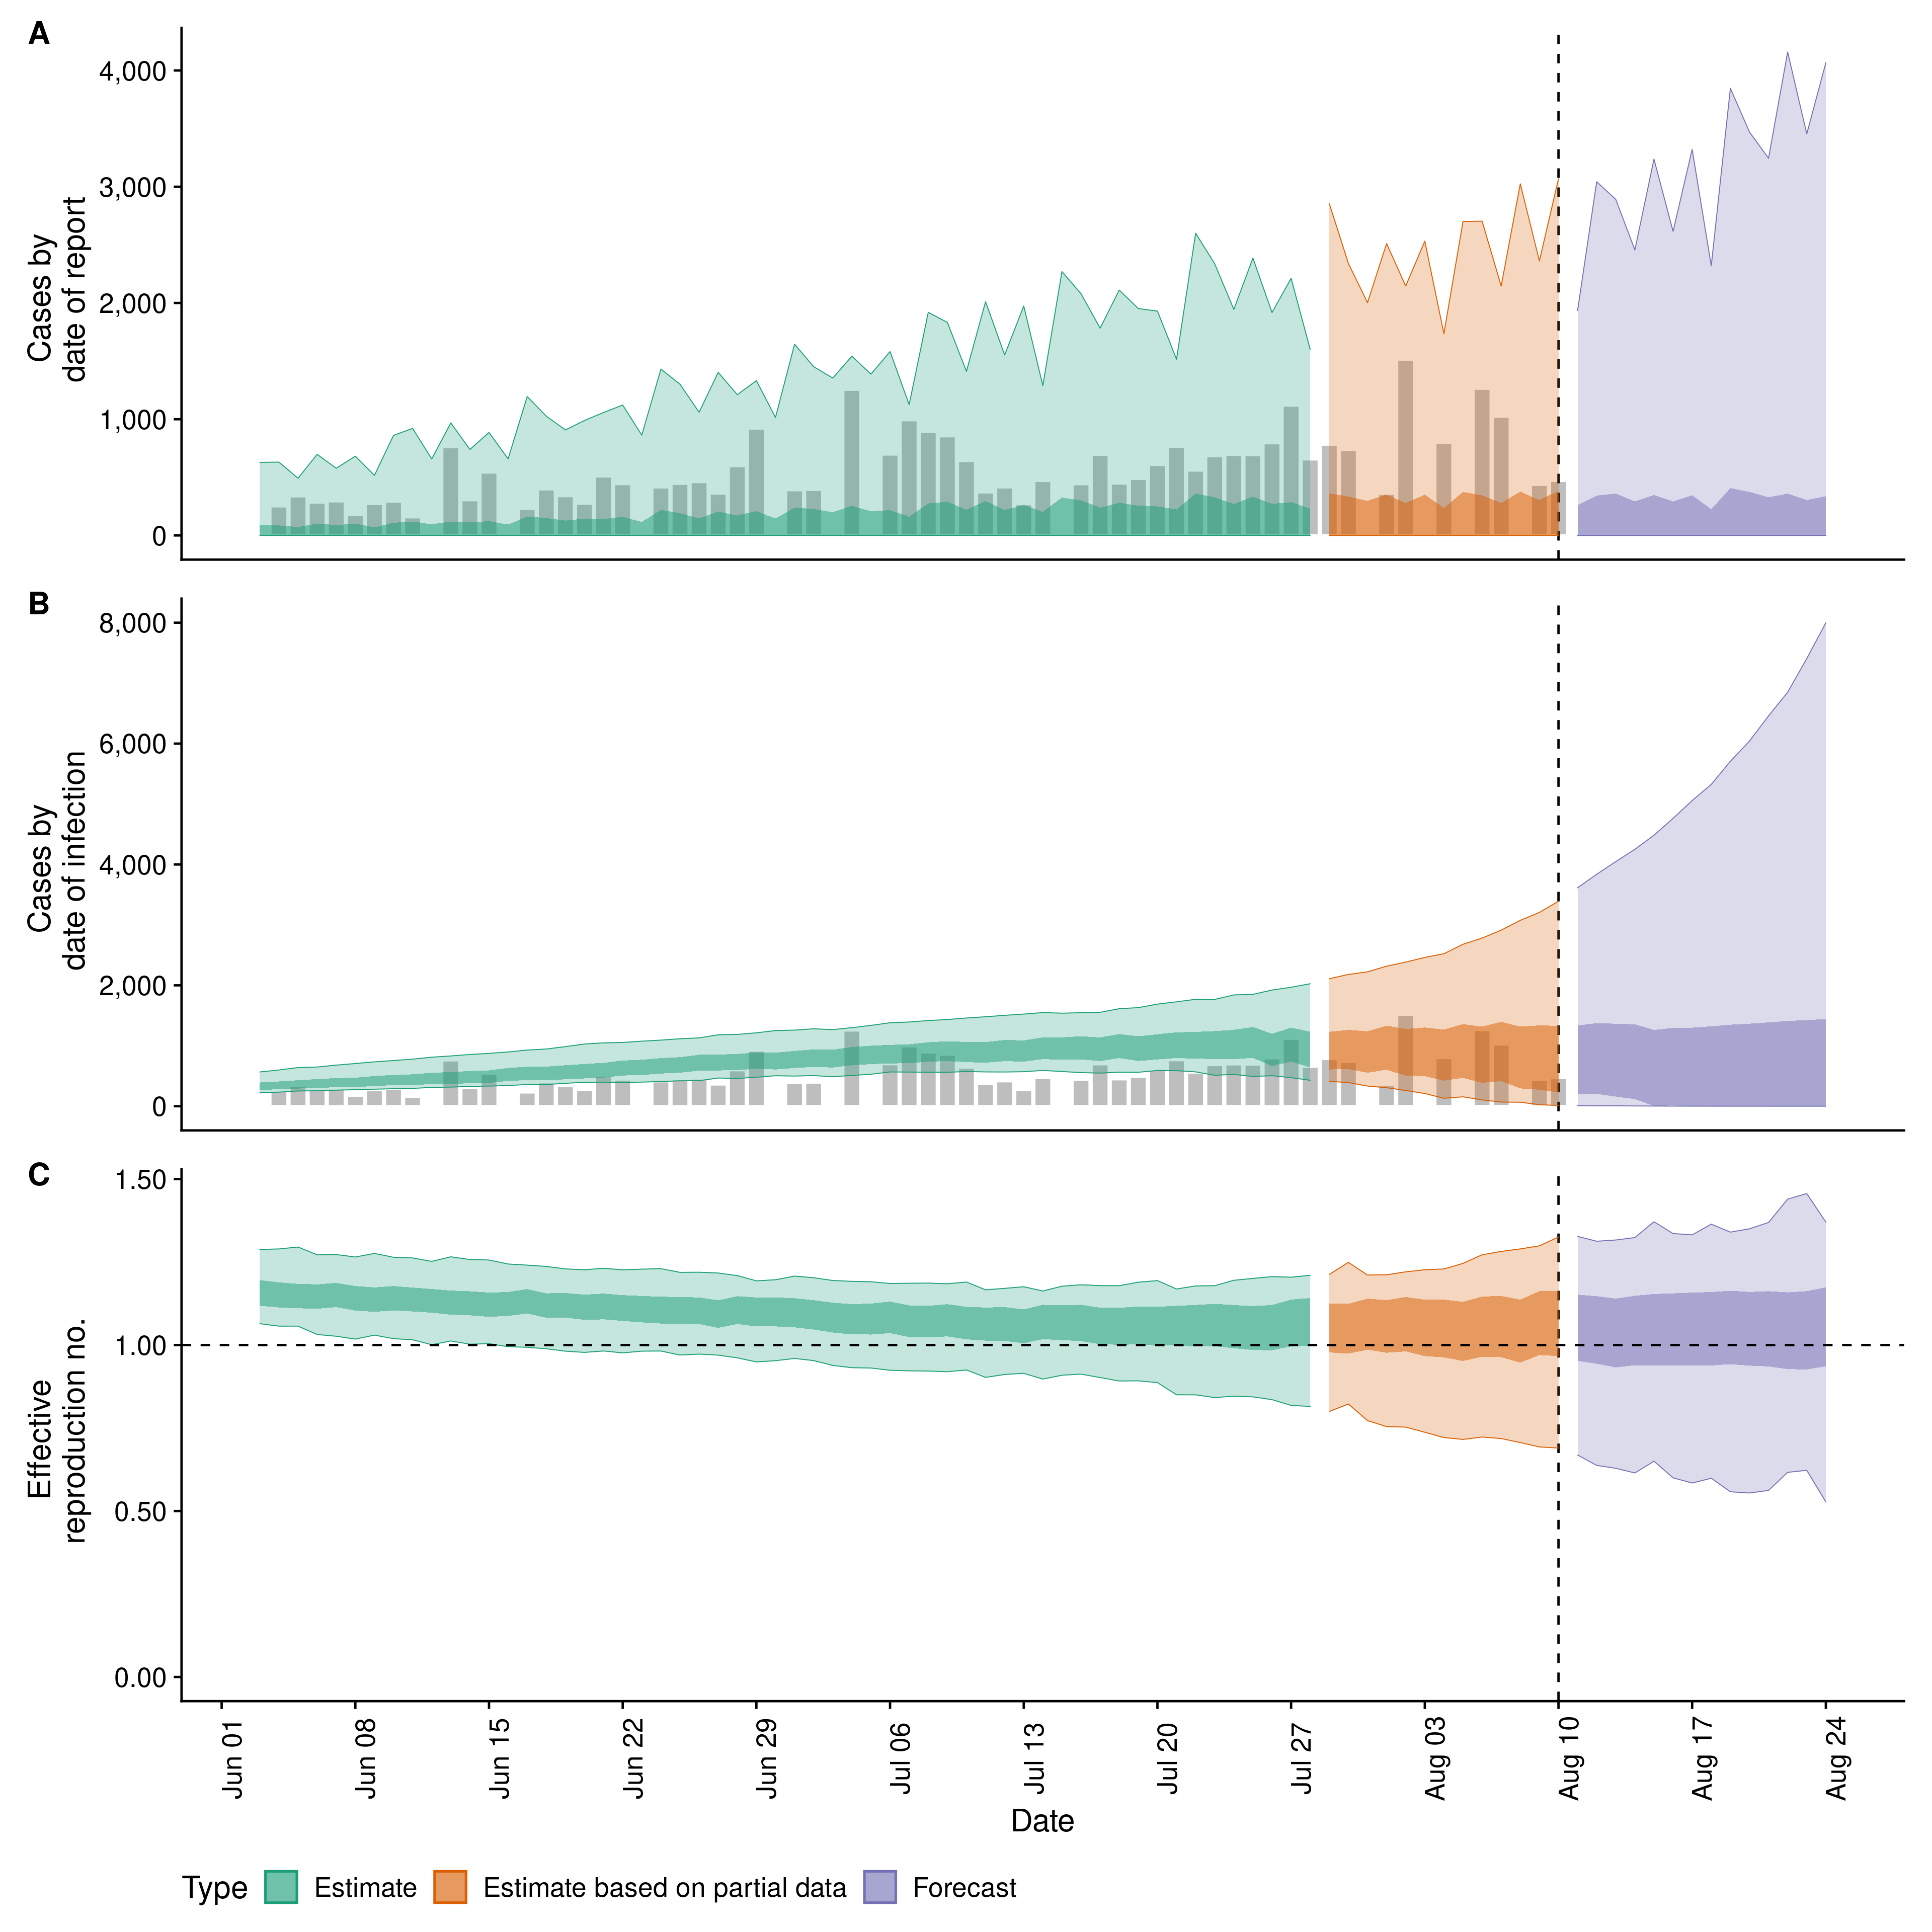 A
Cases by
date of report
4,000
3,000
2,000
1,000
0
B
Cases by
date of infection
8,000
6,000
4,000
2,000
0
C
Effective
reproduction no.
1.50
1.00
0.50
0.00
Jun 01
Jun 08
Jun 15
Jun 22
Jun 29
Jul 06
Jul 13
Jul 20
Jul 27
Aug 03
Aug 10
Aug 17
Aug 24
Date
Type
Estimate
Estimate based on partial data
Forecast